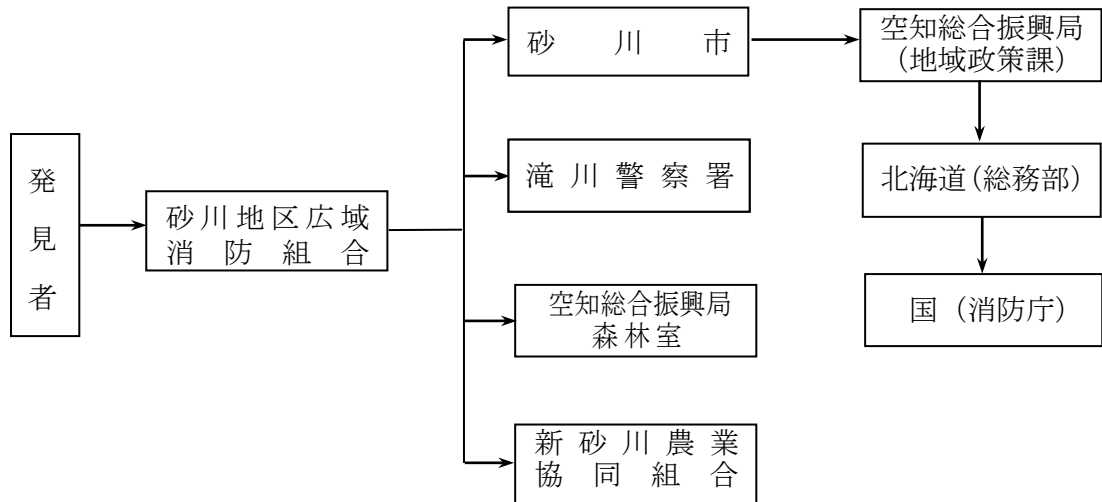 発見者
砂川地区広域
消防組合
砂川市
滝川警察署
空知総合振興局
森林室
新砂川農業
協同組合
空知総合振興局
（地域政策課）
北海道（総務部）
国（消防庁）